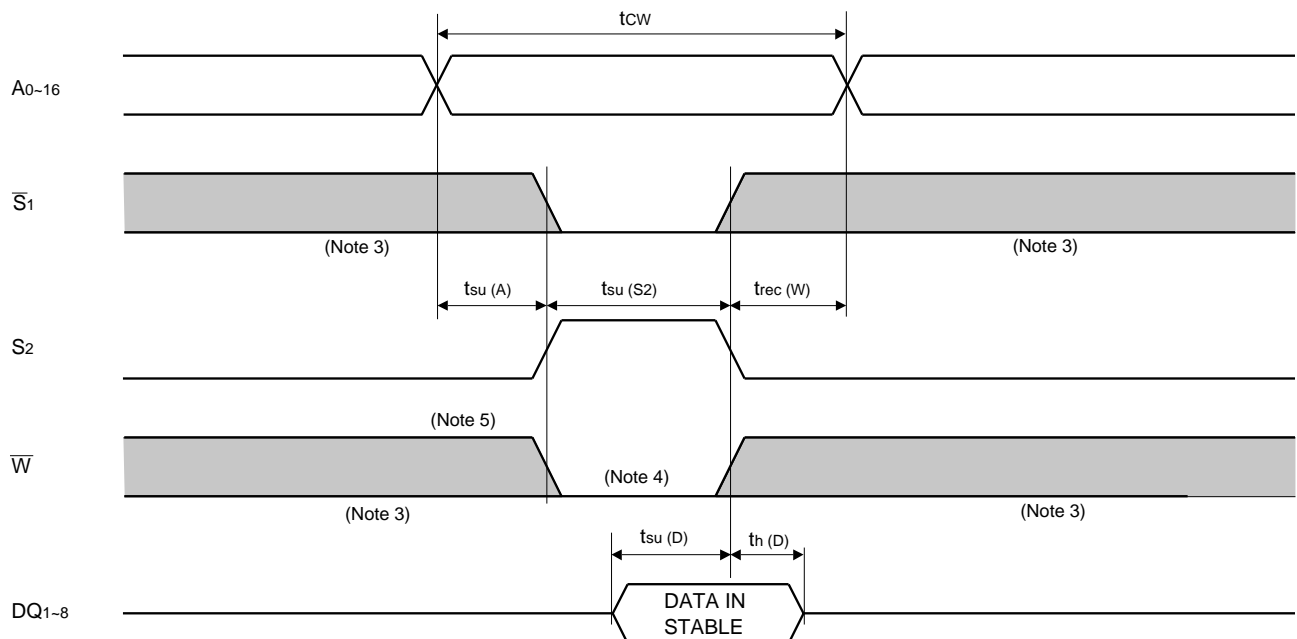 tCW
A0~16
S̅1
(Note 3) (Note 3)
tsu (A) tsu (S2) trec (W)
S2
(Note 5)
W̅
(Note 4)
(Note 3) (Note 3)
tsu (D) th (D)
DQ1~8
DATA IN
STABLE